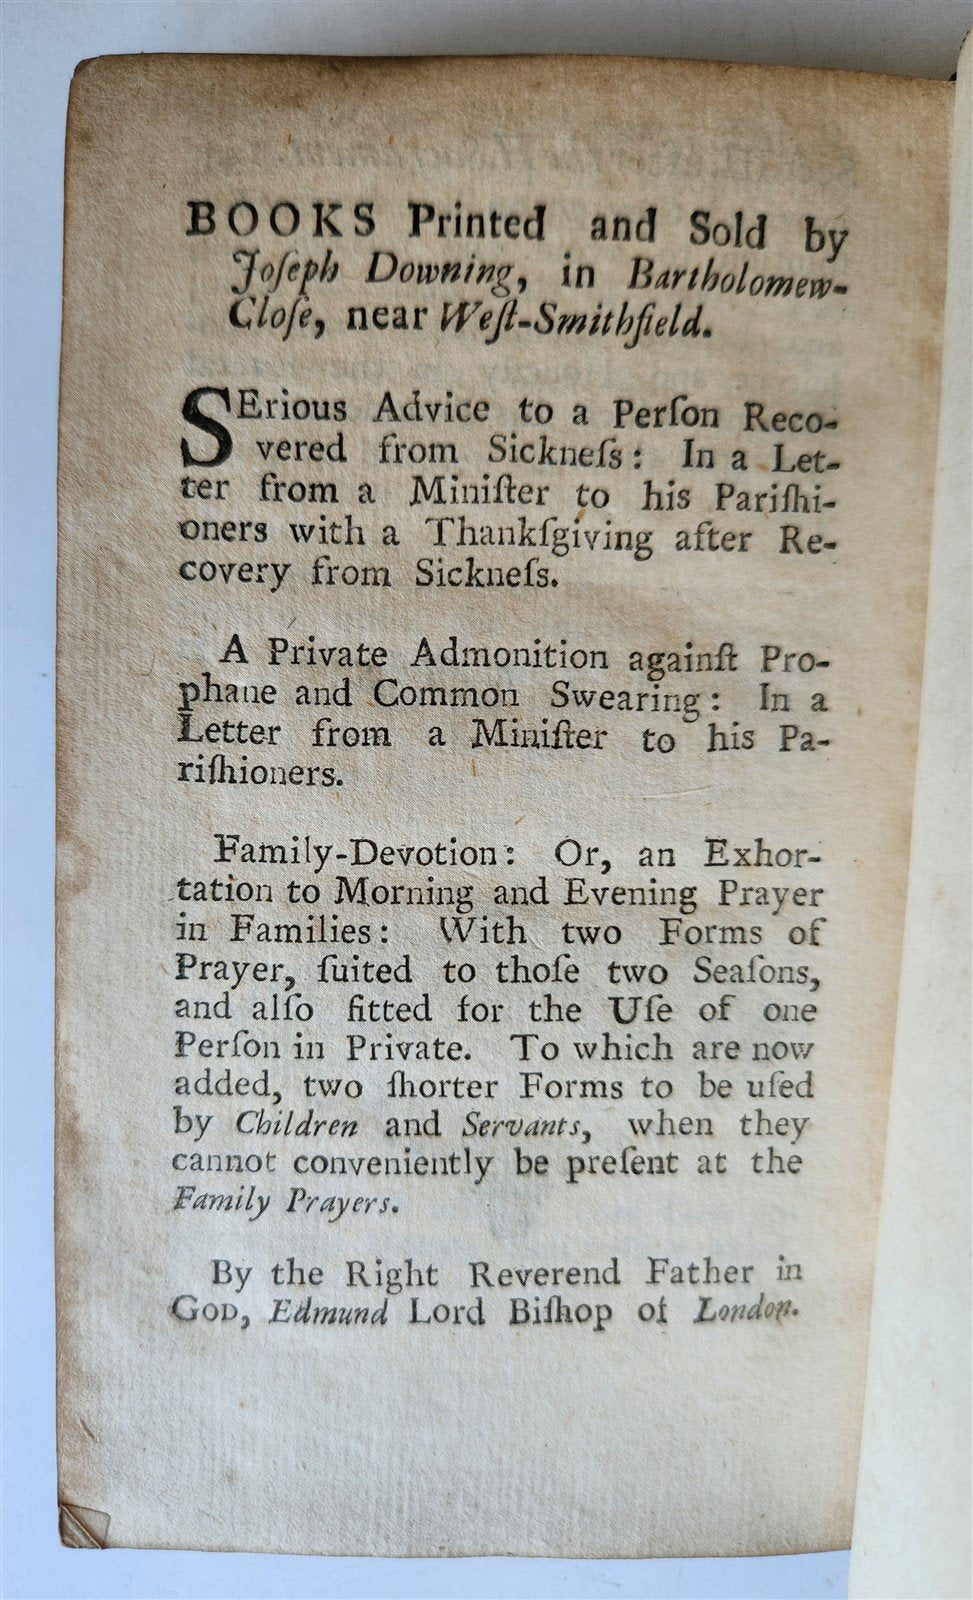 BOOKS Printed and Sold by
Joſeph Downing, in Bartholomew-
Cloſe, near Weſt-Smithfield.
SErious Advice to a Perſon Reco-
vered from Sickneſs: In a Let-
ter from a Miniſter to his Pariſhi-
oners with a Thankſgiving after Re-
covery from Sickneſs.
A Private Admonition againſt Pro-
phane and Common Swearing: In a
Letter from a Miniſter to his Pa-
riſhioners.
Family-Devotion: Or, an Exhor-
tation to Morning and Evening Prayer
in Families: With two Forms of
Prayer, ſuited to thoſe two Seaſons,
and alſo fitted for the Uſe of one
Perſon in Private. To which are now
added, two ſhorter Forms to be uſed
by Children and Servants, when they
cannot conveniently be preſent at the
Family Prayers.
By the Right Reverend Father in
GOD, Edmund Lord Biſhop of London.